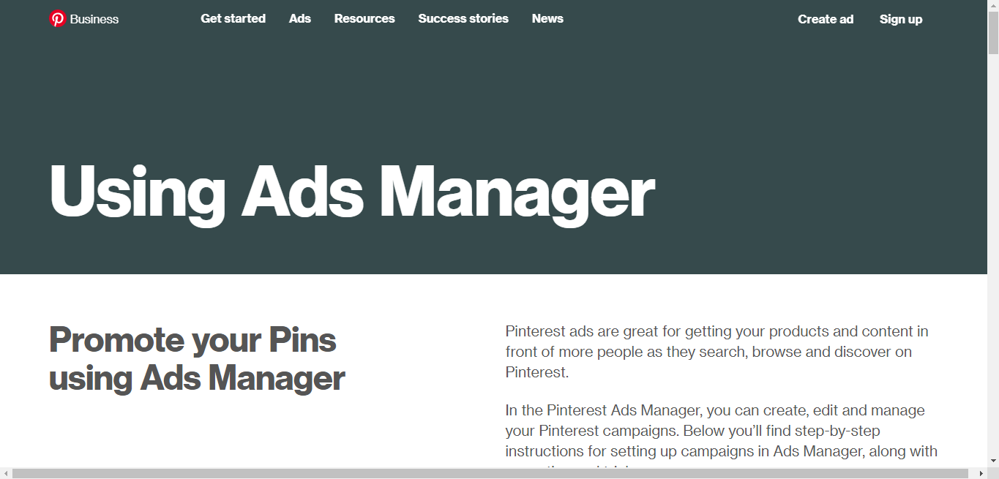 Business
Get started
Ads
Resources
Success stories
News
Create ad
Sign up
Using Ads Manager
Promote your Pins
using Ads Manager
Pinterest ads are great for getting your products and content in
front of more people as they search, browse and discover on
Pinterest.
In the Pinterest Ads Manager, you can create, edit and manage
your Pinterest campaigns. Below you’ll find step-by-step
instructions for setting up campaigns in Ads Manager, along with